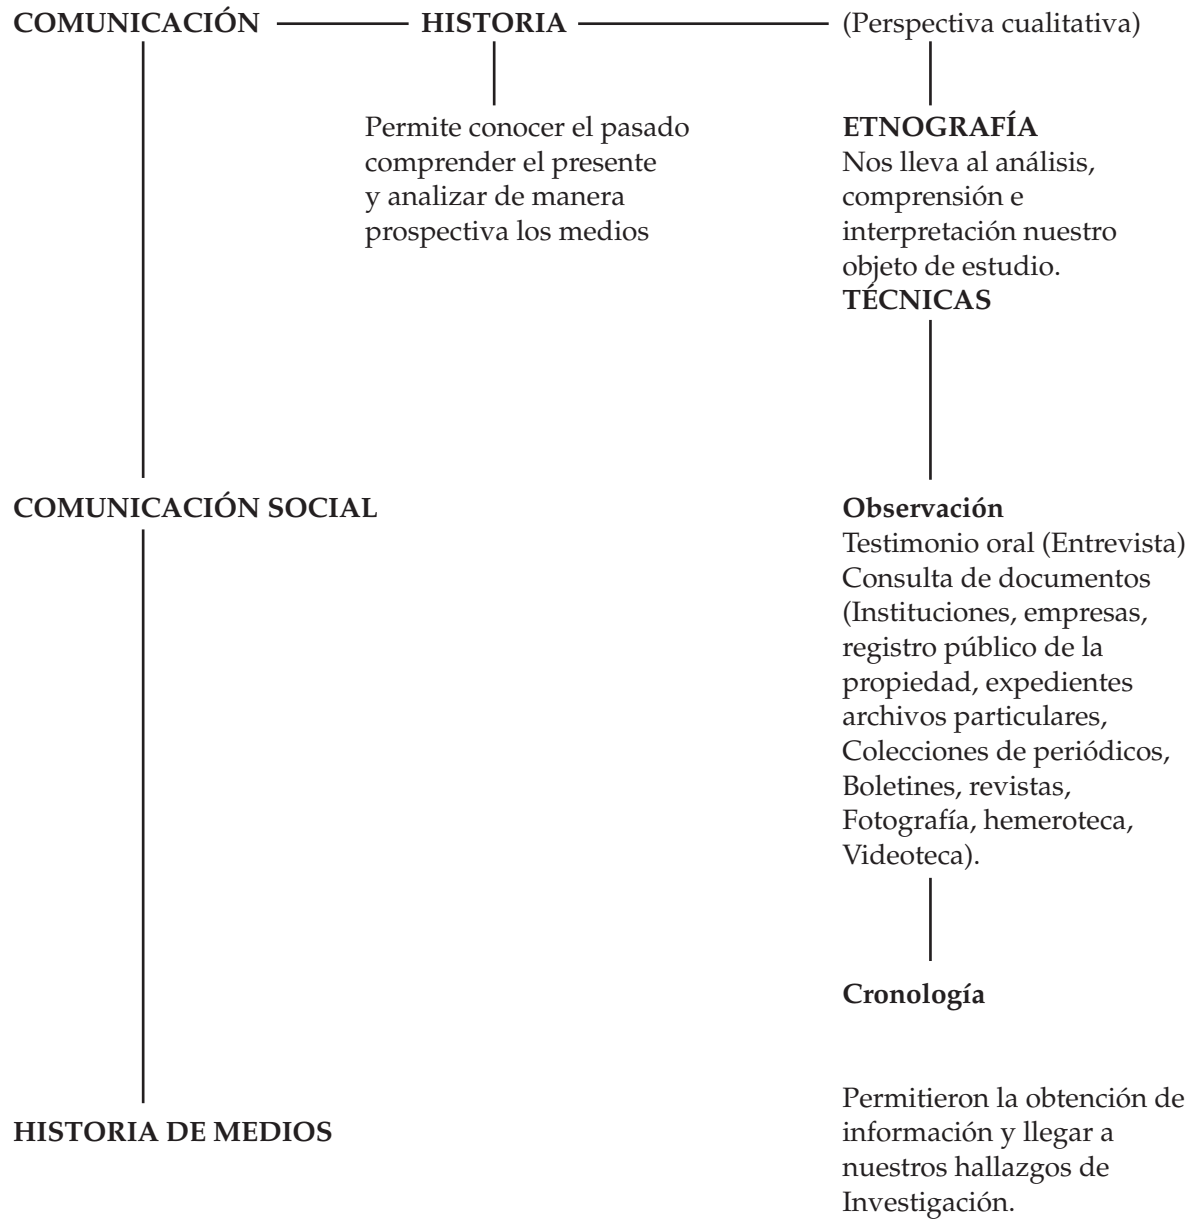 COMUNICACIÓN HISTORIA (Perspectiva cualitativa)
Permite conocer el pasado
comprender el presente
y analizar de manera
prospectiva los medios
ETNOGRAFÍA
Nos lleva al análisis,
comprensión e
interpretación nuestro
objeto de estudio.
TÉCNICAS
COMUNICACIÓN SOCIAL
Observación
Testimonio oral (Entrevista)
Consulta de documentos
(Instituciones, empresas,
registro público de la
propiedad, expedientes
archivos particulares,
Colecciones de periódicos,
Boletines, revistas,
Fotografía, hemeroteca,
Videoteca).
Cronología
HISTORIA DE MEDIOS
Permitieron la obtención de
información y llegar a
nuestros hallazgos de
Investigación.